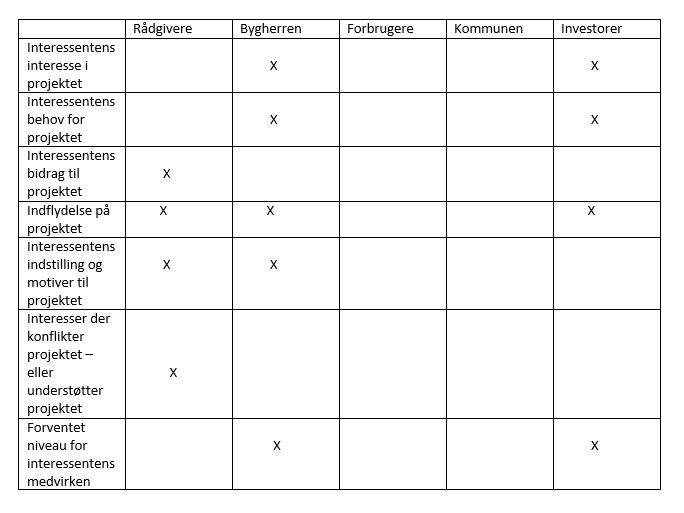 Rådgivere Bygherren Forbrugere Kommunen Investorer
Interessentens
interesse i X X
projektet
Interessentens
behov for X X
projektet
Interessentens
bidrag til X
projektet
Indflydelse på X X X
projektet
Interessentens
indstilling og X X
motiver til
projektet
Interesser der
konflikter
projektet –
eller X
understøtter
projektet
Forventet
niveau for X X
interessentens
medvirken